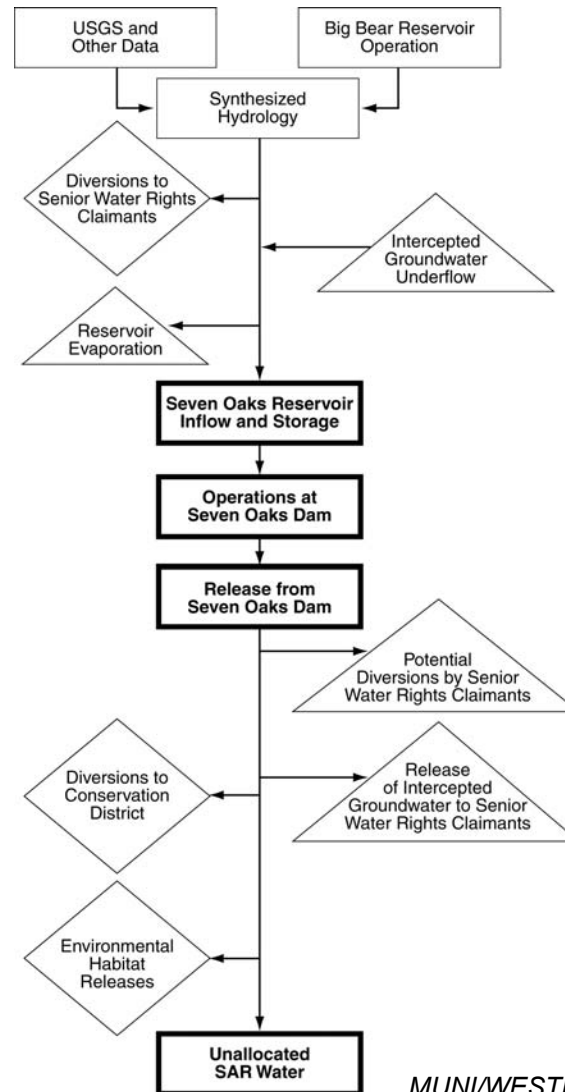 USGS and
Other Data
Big Bear Reservoir
Operation
Synthesized
Hydrology
Diversions to
Senior Water Rights
Claimants
Intercepted
Groundwater
Underflow
Reservoir
Evaporation
Seven Oaks Reservoir
Inflow and Storage
Operations at
Seven Oaks Dam
Release from
Seven Oaks Dam
Potential
Diversions by Senior
Water Rights Claimants
Diversions to
Conservation
District
Release
of Intercepted
Groundwater to Senior
Water Rights Claimants
Environmental
Habitat
Releases
Unallocated
SAR Water